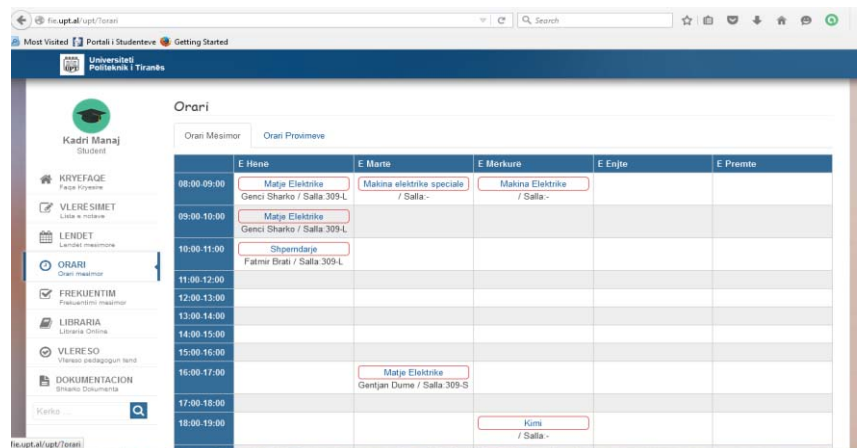 fie.upt.al/upt/?orari
Search
Most Visited Portali i Studenteve Getting Started
Universiteti
Politeknik i Tiranës
Kadri Manaj
Student
KRYEFAQE
Faqe Kryesre
VLERËSIMET
Lista e notave
LENDET
Lendet mesimore
ORARI
Orari mesimor
FREKUENTIM
Frekuentimi mesimor
LIBRARIA
Libraria Online
VLERESO
Vlereso pedagogun tend
DOKUMENTACION
Shkarko Dokumenta
Kerko ...
Orari
Orari Mesimor Orari Provimeve
E Hënë E Martë E Mërkurë E Enjte E Premte
08:00-09:00 Matje Elektrike Makina elektrike speciale Makina Elektrike
Genci Sharko / Salla:309-L / Salla:- / Salla:-
09:00-10:00 Matje Elektrike
Genci Sharko / Salla:309-L
10:00-11:00 Shperndarje
Fatmir Brati / Salla:309-L
11:00-12:00
12:00-13:00
13:00-14:00
14:00-15:00
15:00-16:00
16:00-17:00 Matje Elektrike
Gentjan Dume / Salla:309-S
17:00-18:00
18:00-19:00 Kimi
/ Salla:-
fie.upt.al/upt/?orari